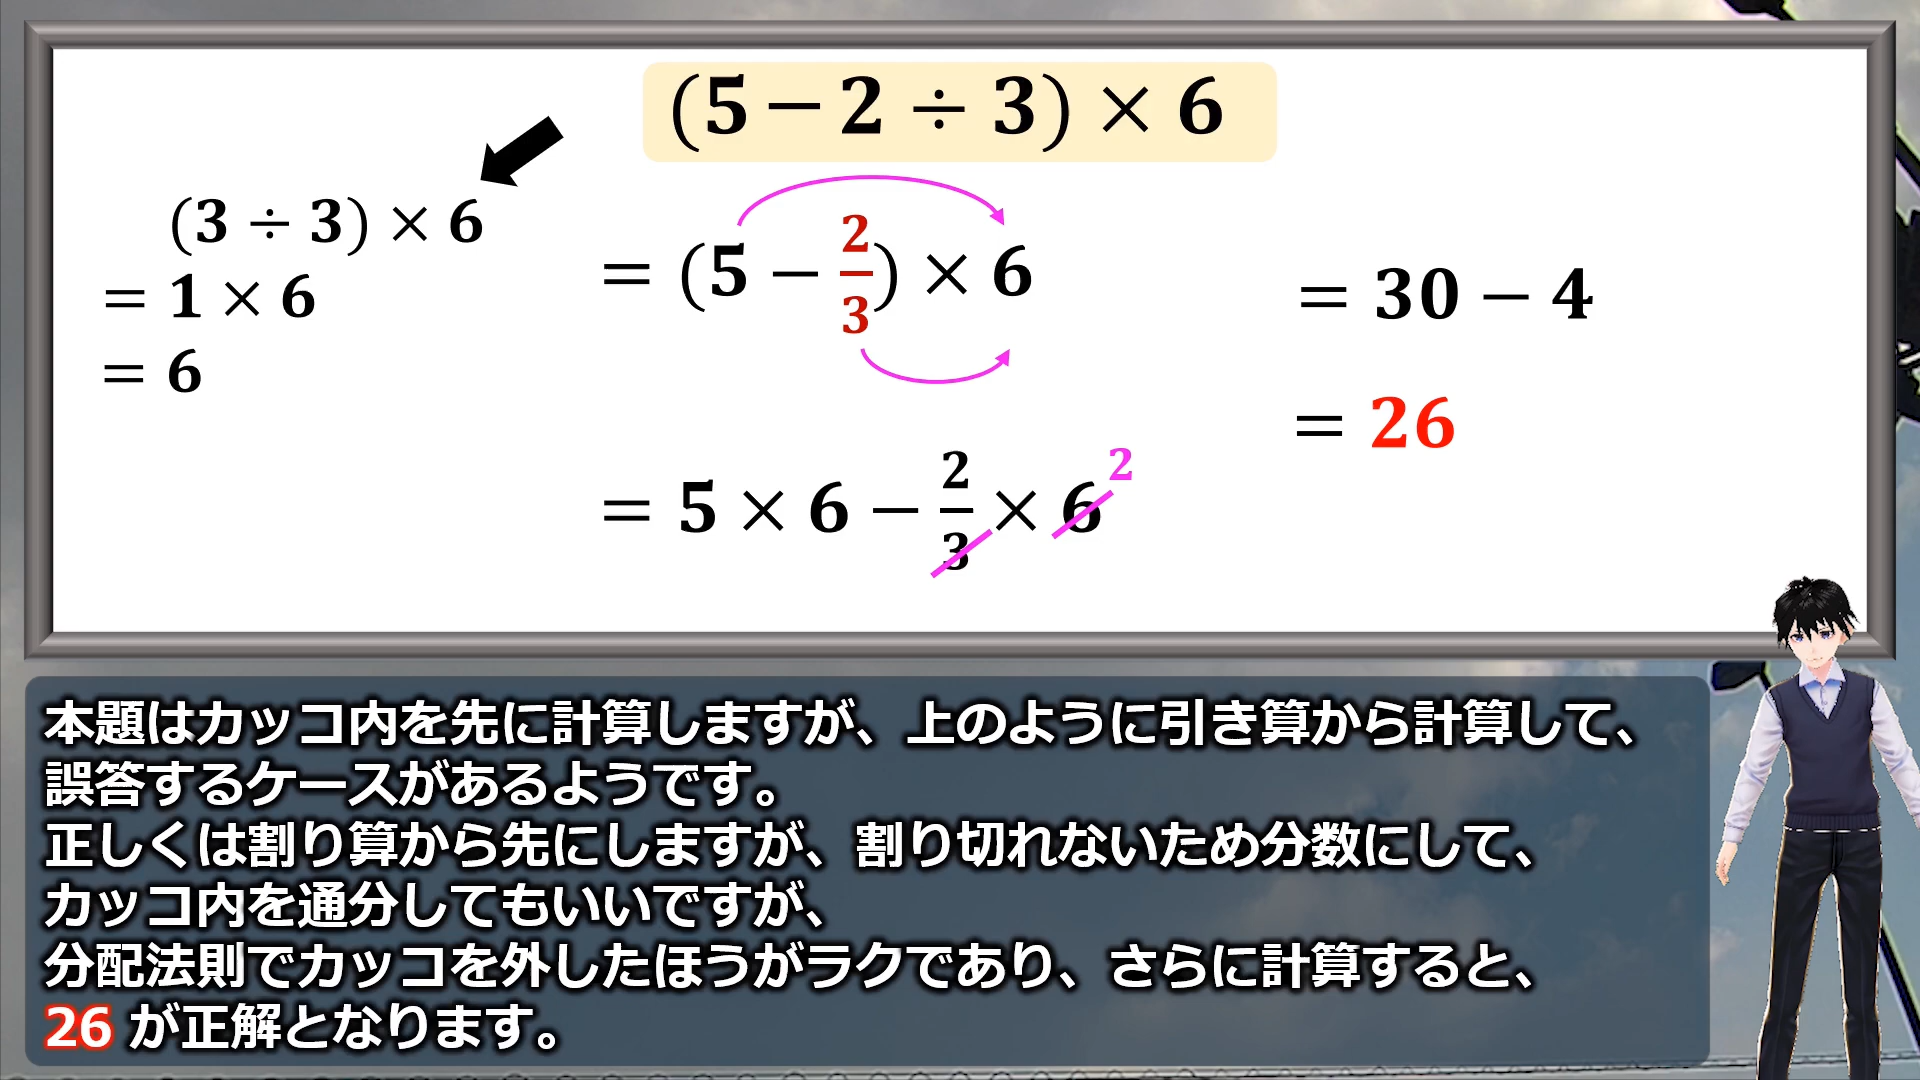 (5－2÷3)×6
(3÷3)×6
＝1×6
＝6
＝(5－2/3)×6
＝5×6－2/3×6 2
＝30－4
＝26
本題はカッコ内を先に計算しますが、上のように引き算から計算して、
誤答するケースがあるようです。
正しくは割り算から先にしますが、割り切れないため分数にして、
カッコ内を通分してもいいですが、
分配法則でカッコを外したほうがラクであり、さらに計算すると、
26 が正解となります。